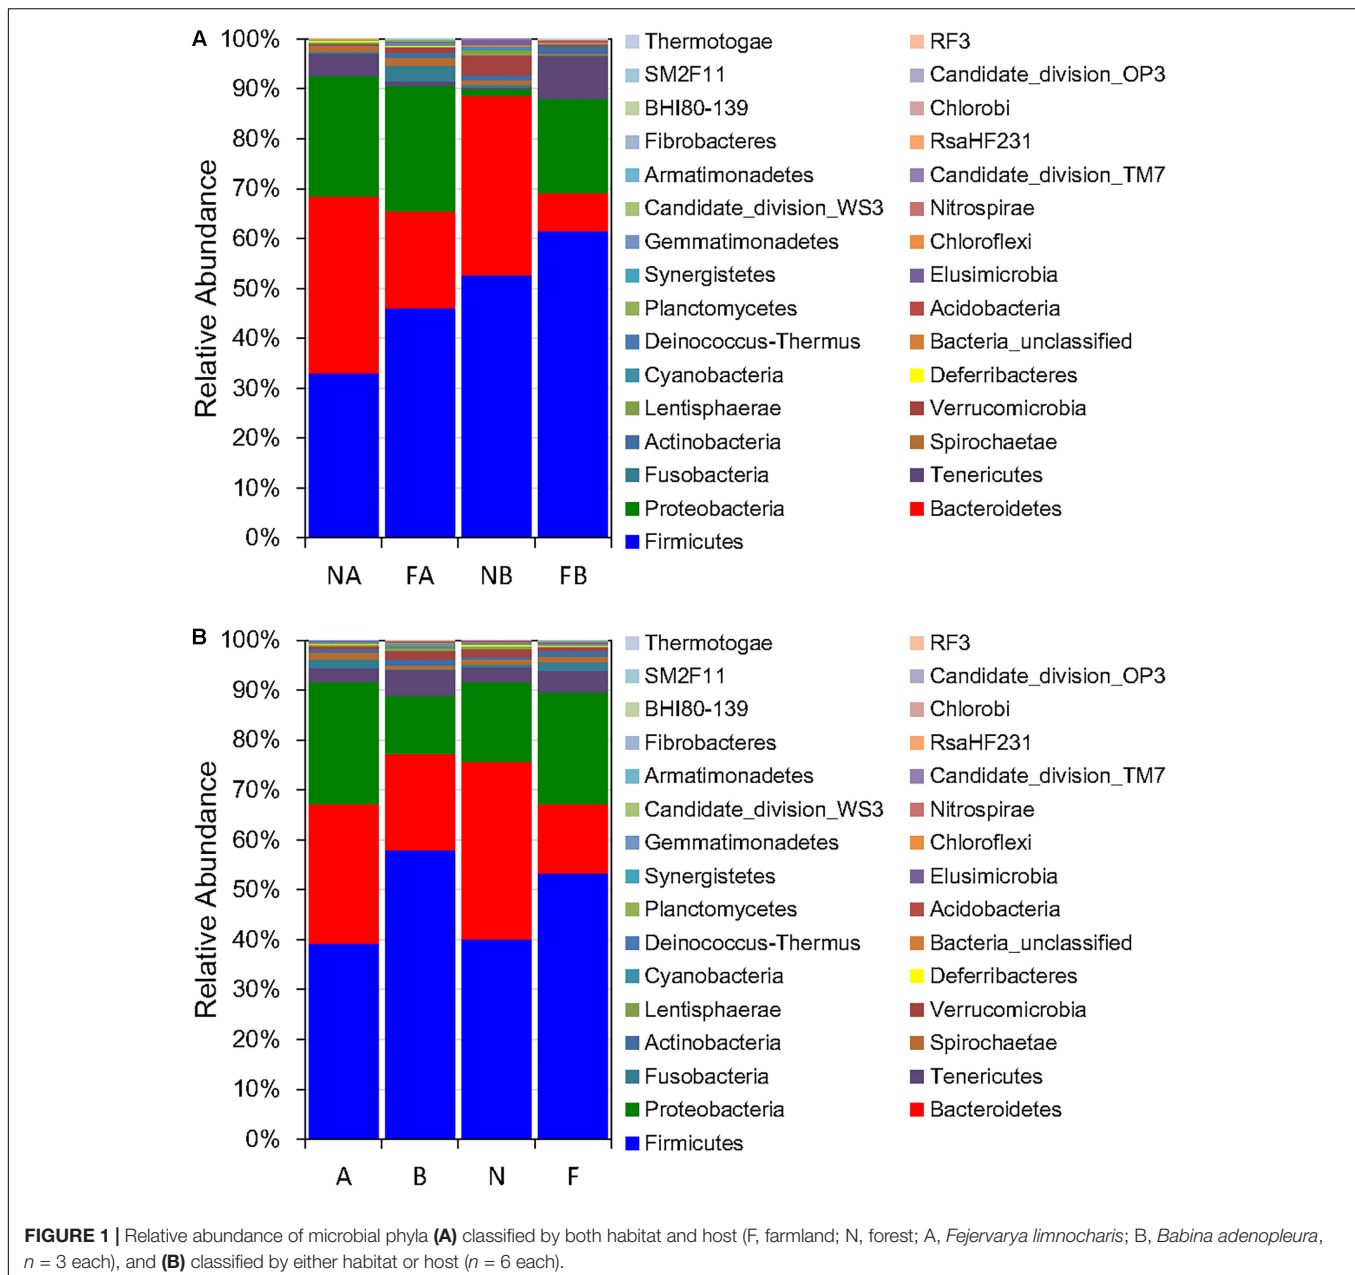 A
100%
90%
80%
70%
60%
50%
40%
30%
20%
10%
0%
Relative Abundance
NA FA NB FB
Thermotogae RF3
SM2F11 Candidate_division_OP3
BHI80-139 Chlorobi
Fibrobacteres RsaHF231
Armatimonadetes Candidate_division_TM7
Candidate_division_WS3 Nitrospirae
Gemmatimonadetes Chloroflexi
Synergistetes Elusimicrobia
Planctomycetes Acidobacteria
Deinococcus-Thermus Bacteria_unclassified
Cyanobacteria Deferribacteres
Lentisphaerae Verrucomicrobia
Actinobacteria Spirochaetae
Fusobacteria Tenericutes
Proteobacteria Bacteroidetes
Firmicutes
B
100%
90%
80%
70%
60%
50%
40%
30%
20%
10%
0%
Relative Abundance
A B N F
Thermotogae RF3
SM2F11 Candidate_division_OP3
BHI80-139 Chlorobi
Fibrobacteres RsaHF231
Armatimonadetes Candidate_division_TM7
Candidate_division_WS3 Nitrospirae
Gemmatimonadetes Chloroflexi
Synergistetes Elusimicrobia
Planctomycetes Acidobacteria
Deinococcus-Thermus Bacteria_unclassified
Cyanobacteria Deferribacteres
Lentisphaerae Verrucomicrobia
Actinobacteria Spirochaetae
Fusobacteria Tenericutes
Proteobacteria Bacteroidetes
Firmicutes
FIGURE 1 | Relative abundance of microbial phyla (A) classified by both habitat and host (F, farmland; N, forest; A, Fejervarya limnocharis; B, Babina adenopleura,
n = 3 each), and (B) classified by either habitat or host (n = 6 each).